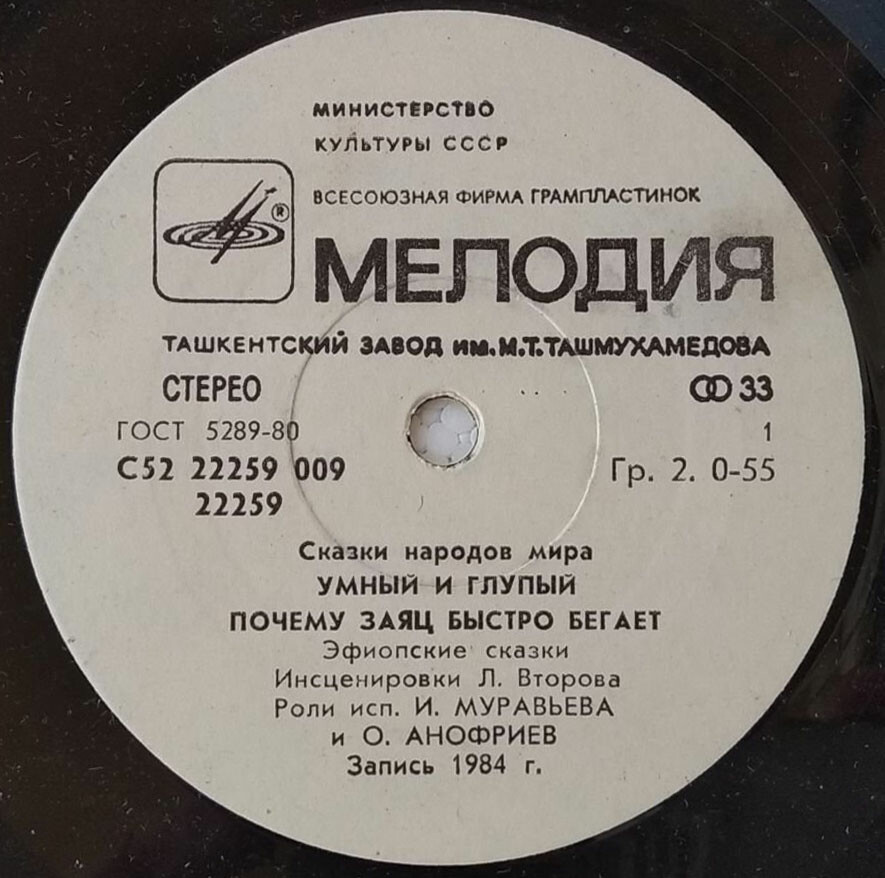 МИНИСТЕРСТВО
КУЛЬТУРЫ СССР
ВСЕСОЮЗНАЯ ФИРМА ГРАМПЛАСТИНОК
®
МЕЛОДИЯ
ТАШКЕНТСКИЙ ЗАВОД им.М.Т.ТАШМУХАМЕДОВА
СТЕРЕО 33
ГОСТ 5289-80 1
С52 22259 009 Гр. 2. 0-55
22259
Сказки народов мира
УМНЫЙ И ГЛУПЫЙ
ПОЧЕМУ ЗАЯЦ БЫСТРО БЕГАЕТ
Эфиопские сказки
Инсценировки Л. Второва
Роли исп. И. МУРАВЬЕВА
и О. АНОФРИЕВ
Запись 1984 г.